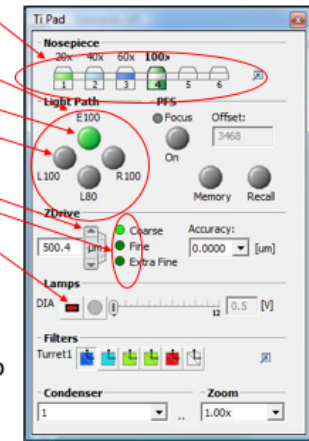 Ti Pad
Nosepiece
20x 40x 60x 100x
1 2 3 4 5 6
Light Path PFS
E100 Focus Offset:
3468
L100 R100 On
L80 Memory Recall
ZDrive
Coarse Accuracy:
500.4 µm Fine 0.0000 [um]
Extra Fine
Lamps
DIA 12 0.5 [V]
Filters
Turret1
Condenser Zoom
1 .. 1.00x